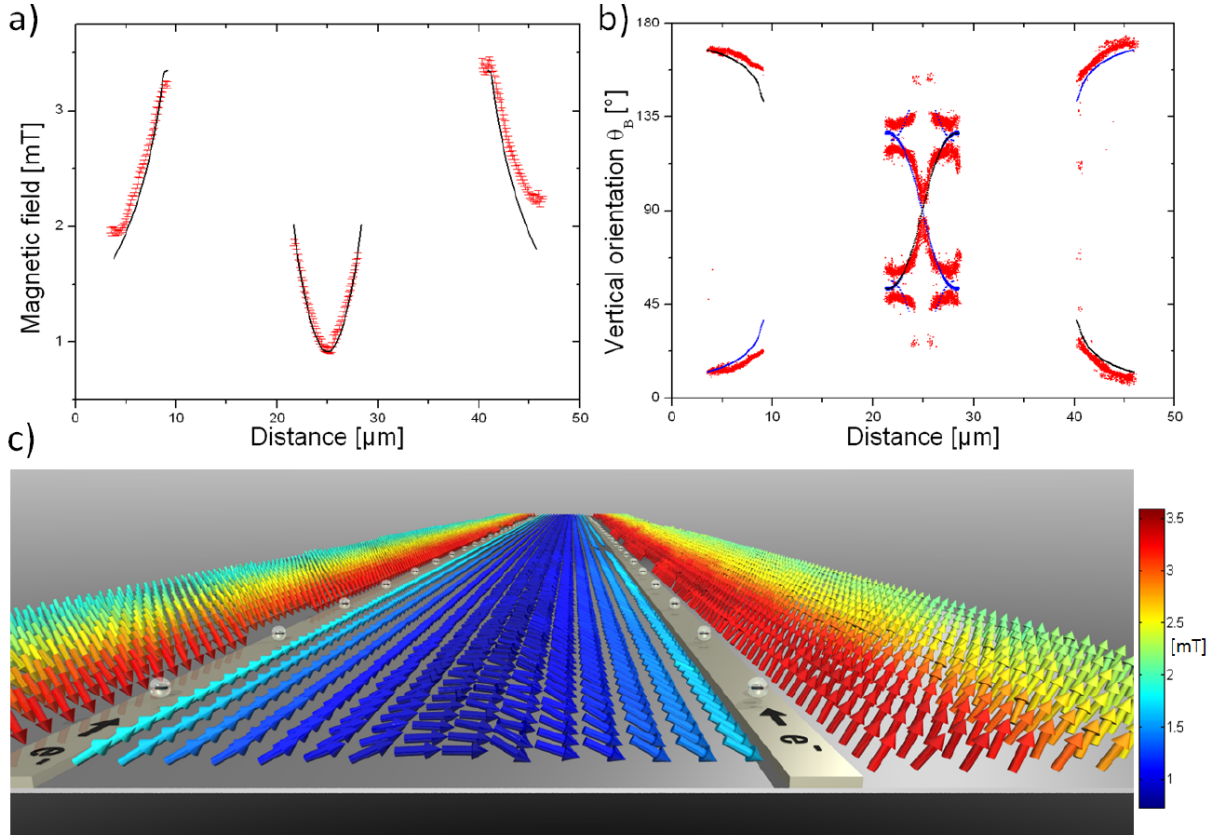 a)
Magnetic field [mT]
3
2
1
0 10 20 30 40 50
Distance [µm]
b)
Vertical orientation θB [°]
180
135
90
45
0
0 10 20 30 40 50
Distance [µm]
c)
e-
e-
3.5
3
2.5
2
1.5
1
[mT]